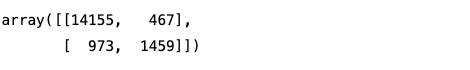 array([[14155,   467],
       [  973,  1459]])